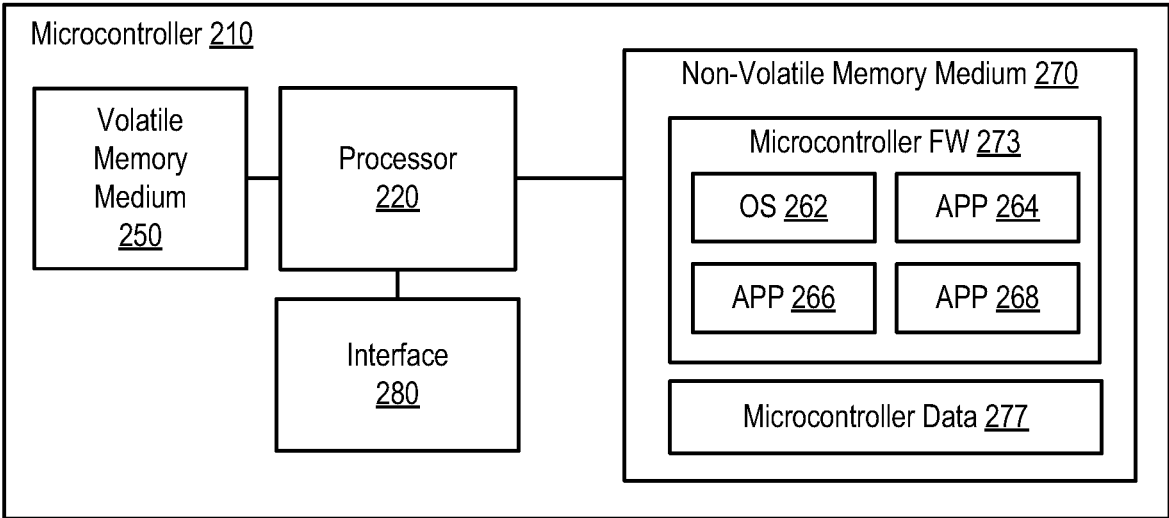 Microcontroller 210
Volatile
Memory
Medium
250
Processor
220
Interface
280
Non-Volatile Memory Medium 270
Microcontroller FW 273
OS 262
APP 264
APP 266
APP 268
Microcontroller Data 277